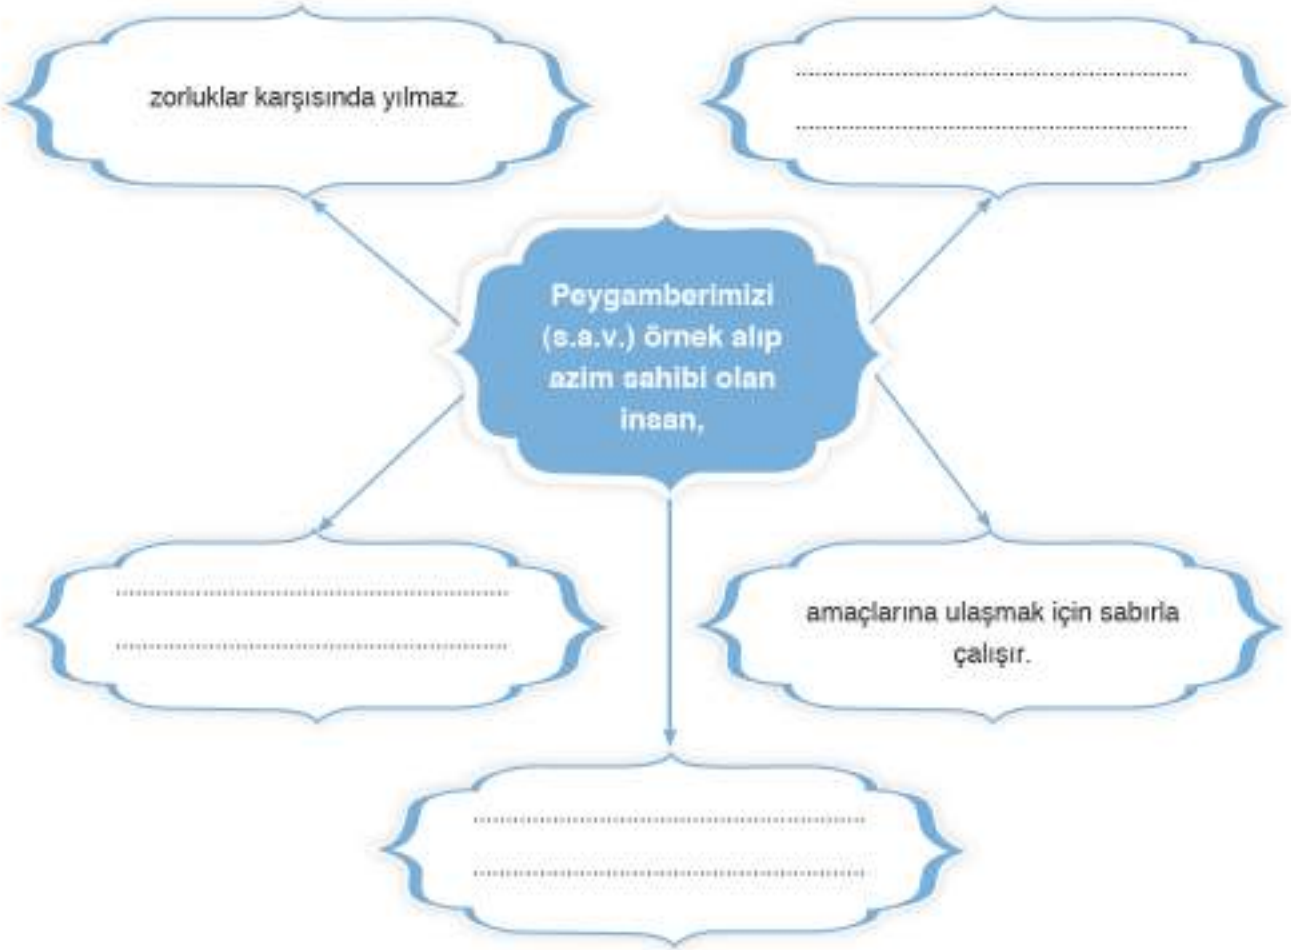 zorluklar karşısında yılmaz.
Peygamberimizi
(s.a.v.) örnek alıp
azim sahibi olan
insan,
amaçlarına ulaşmak için sabırla
çalışır.